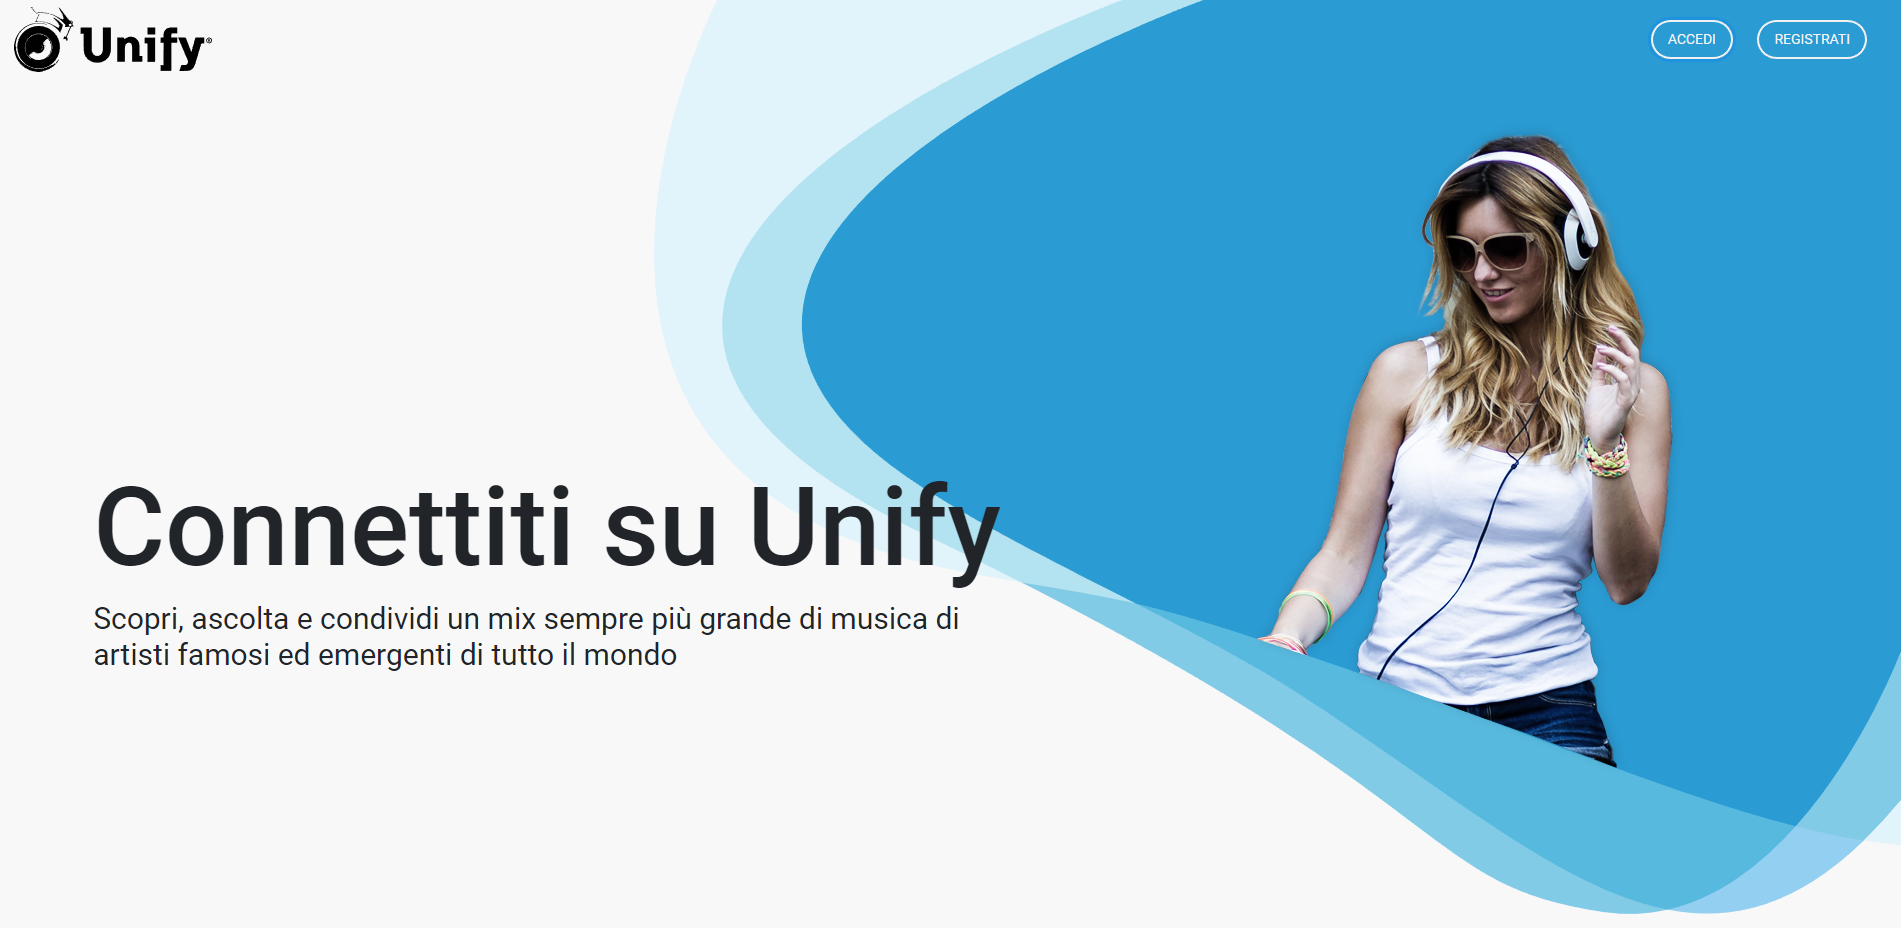 Unify®
ACCEDI
REGISTRATI
Connettiti su Unify
Scopri, ascolta e condividi un mix sempre più grande di musica di
artisti famosi ed emergenti di tutto il mondo